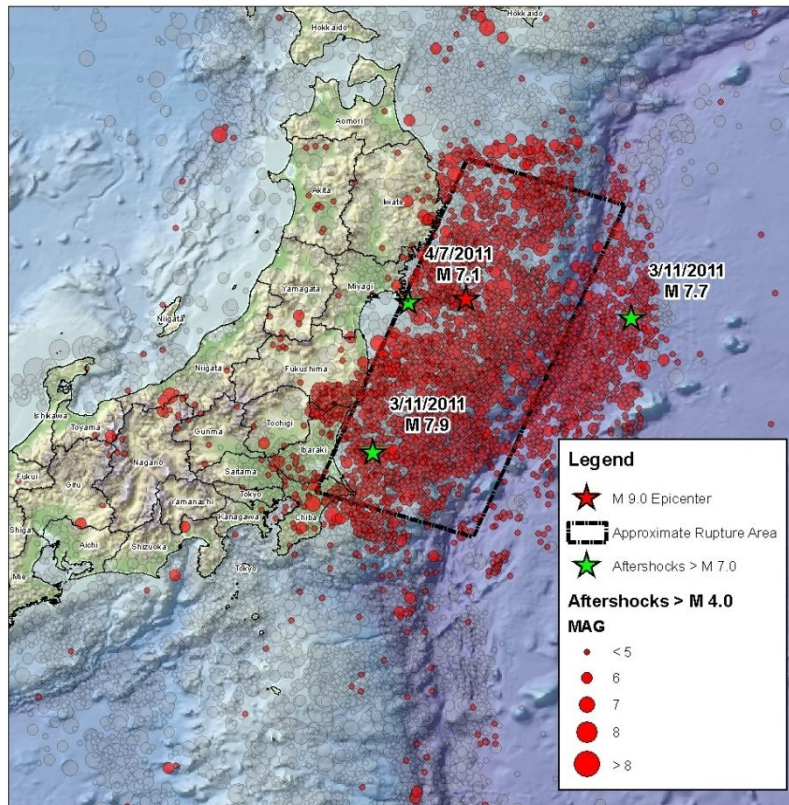 Hokkaido
Hokkaido
Aomori
Akita
Iwate
4/7/2011
M 7.1
3/11/2011
M 7.7
Miyagi
Yamagata
Niigata
Niigata
Fukushima
3/11/2011
M 7.9
Ishikawa
Toyama
Gunma
Tochigi
Ibaraki
Nagano
Saitama
Fukui
Gifu
Tokyo
Yamanashi
Kanagawa
Chiba
Shiga
Aichi
Shizuoka
Tokyo
Mie
Legend
M 9.0 Epicenter
Approximate Rupture Area
Aftershocks > M 7.0
Aftershocks > M 4.0
MAG
< 5
6
7
8
> 8